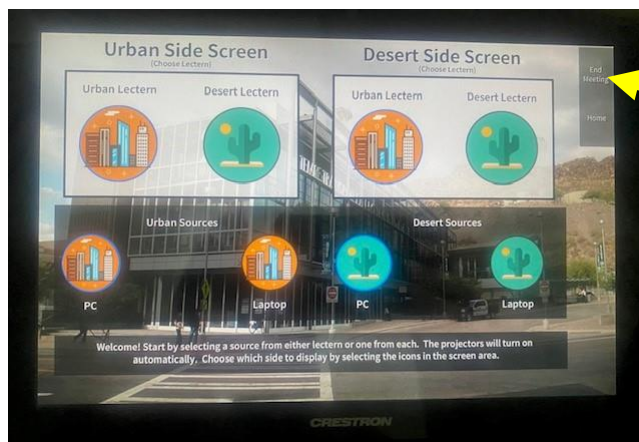 Urban Side Screen
(Choose Lectern)
Desert Side Screen
(Choose Lectern)
End
Meeting
Urban Lectern
Desert Lectern
Urban Lectern
Desert Lectern
Home
Urban Sources
Desert Sources
PC
Laptop
PC
Laptop
Welcome! Start by selecting a source from either lectern or one from each. The projectors will turn on
automatically. Choose which side to display by selecting the icons in the screen area.
CRESTRON